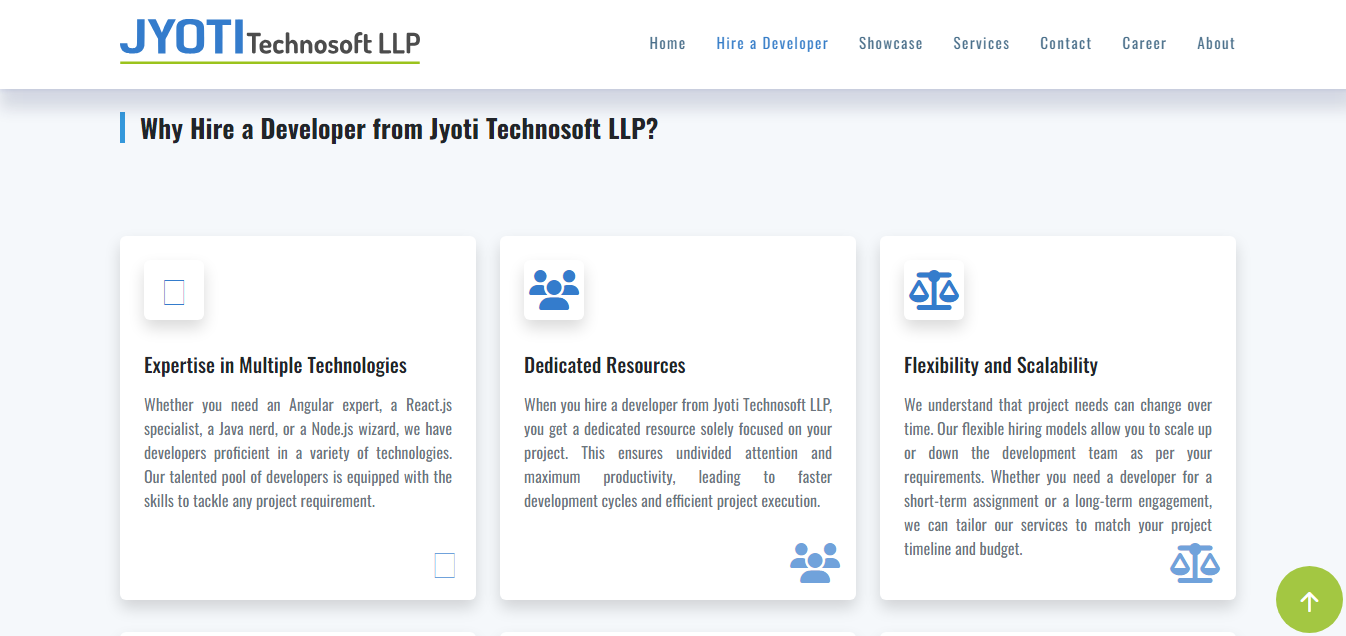 JYOTI Technosoft LLP
Home Hire a Developer Showcase Services Contact Career About
Why Hire a Developer from Jyoti Technosoft LLP?
Expertise in Multiple Technologies
Whether you need an Angular expert, a React.js
specialist, a Java nerd, or a Node.js wizard, we have
developers proficient in a variety of technologies.
Our talented pool of developers is equipped with the
skills to tackle any project requirement.
Dedicated Resources
When you hire a developer from Jyoti Technosoft LLP,
you get a dedicated resource solely focused on your
project. This ensures undivided attention and
maximum productivity, leading to faster
development cycles and efficient project execution.
Flexibility and Scalability
We understand that project needs can change over
time. Our flexible hiring models allow you to scale up
or down the development team as per your
requirements. Whether you need a developer for a
short-term assignment or a long-term engagement,
we can tailor our services to match your project
timeline and budget.